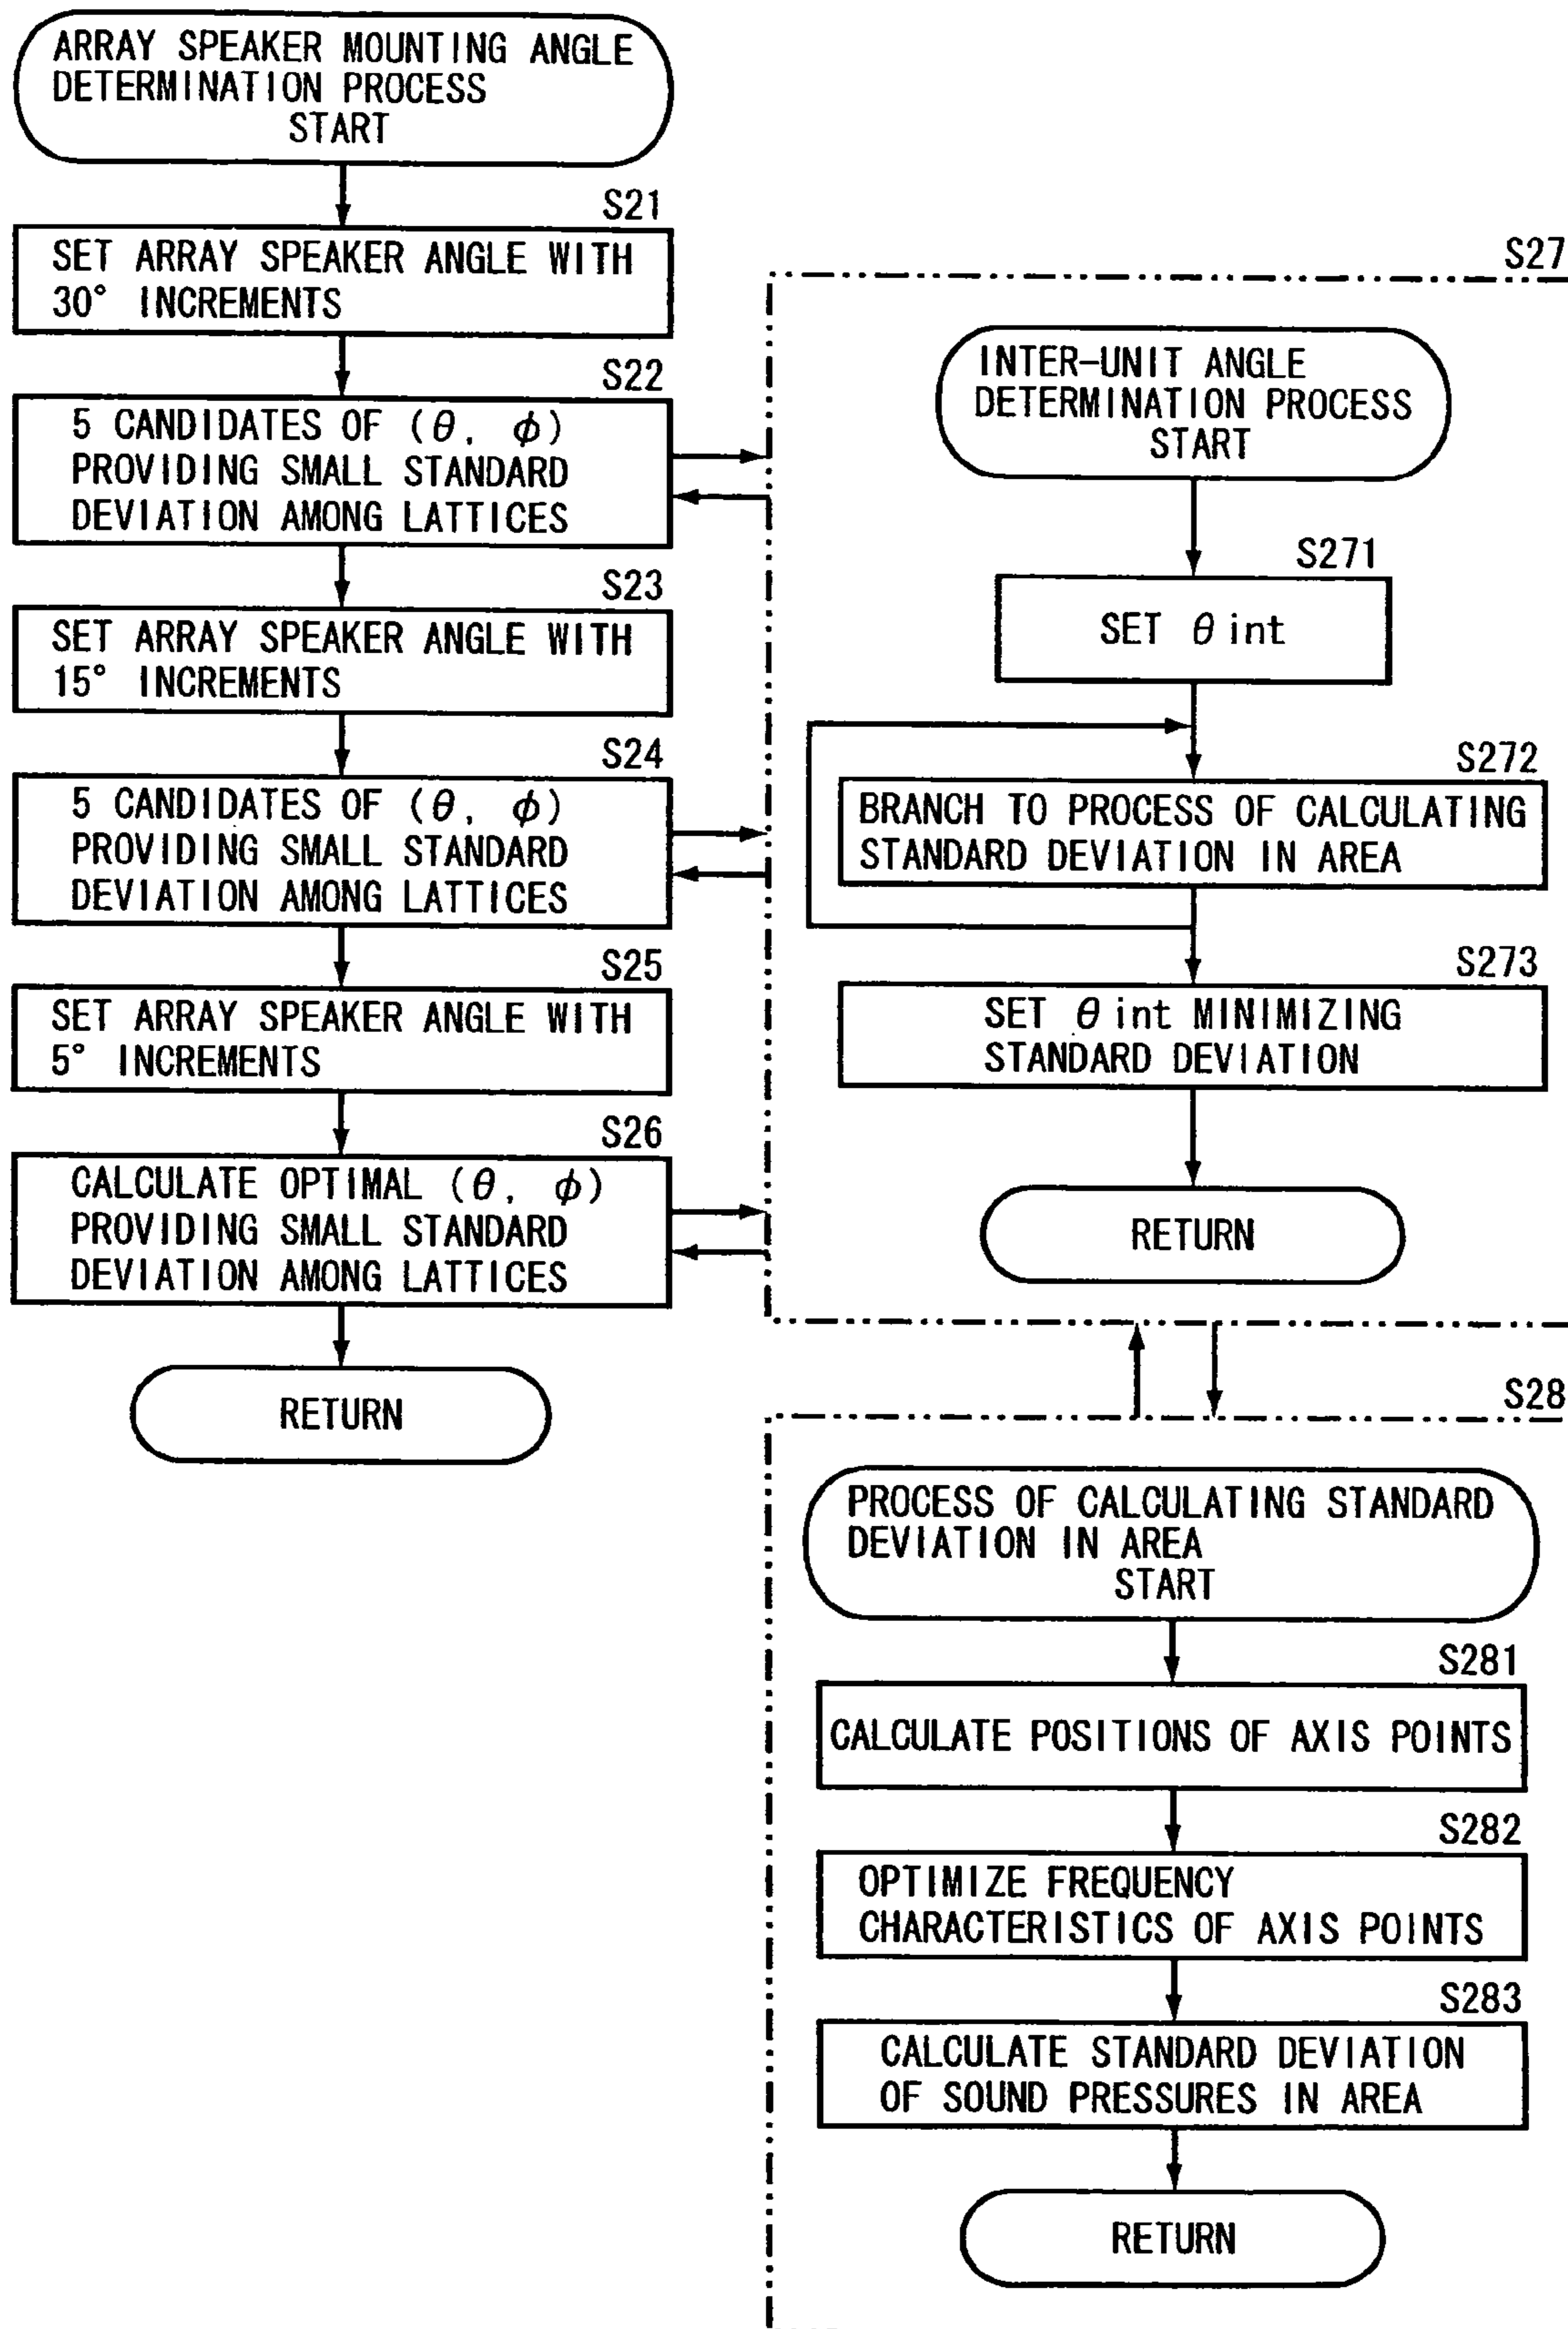 ARRAY SPEAKER MOUNTING ANGLE
DETERMINATION PROCESS
START
S21
SET ARRAY SPEAKER ANGLE WITH
30° INCREMENTS
S22
5 CANDIDATES OF (θ, φ)
PROVIDING SMALL STANDARD
DEVIATION AMONG LATTICES
S23
SET ARRAY SPEAKER ANGLE WITH
15° INCREMENTS
S24
5 CANDIDATES OF (θ, φ)
PROVIDING SMALL STANDARD
DEVIATION AMONG LATTICES
S25
SET ARRAY SPEAKER ANGLE WITH
5° INCREMENTS
S26
CALCULATE OPTIMAL (θ, φ)
PROVIDING SMALL STANDARD
DEVIATION AMONG LATTICES
RETURN
S27
INTER-UNIT ANGLE
DETERMINATION PROCESS
START
S271
SET θ int
S272
BRANCH TO PROCESS OF CALCULATING
STANDARD DEVIATION IN AREA
S273
SET θ int MINIMIZING
STANDARD DEVIATION
RETURN
S28
PROCESS OF CALCULATING STANDARD
DEVIATION IN AREA
START
S281
CALCULATE POSITIONS OF AXIS POINTS
S282
OPTIMIZE FREQUENCY
CHARACTERISTICS OF AXIS POINTS
S283
CALCULATE STANDARD DEVIATION
OF SOUND PRESSURES IN AREA
RETURN